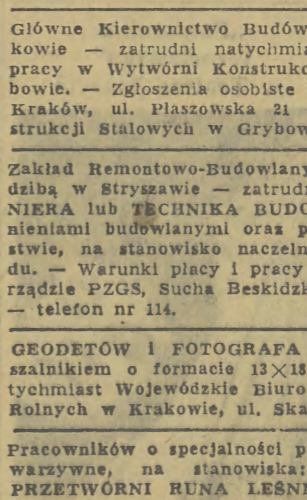 Główne Kierownictwo Budów
kowie — zatrudni natychmia
pracy w Wytwórni Konstrukc
bowie. — Zgłoszenia osobiste
Kraków, ul. Płaszowska 21
strukcji Stalowych w Grybow
Zakład Remontowo-Budowlany
dzibą w Stryszawie — zatrudn
NIERA lub TECHNIKA BUDO
nieniami budowlanymi oraz p
stwie, na stanowisko naczeln
du. — Warunki płacy i pracy
rządzie PZGS, Sucha Beskidzk
— telefon nr 114.
GEODETÓW i FOTOGRAFA
szalnikiem o formacie 13×18
tychmiast Wojewódzkie Biuro
Rolnych w Krakowie, ul. Ska
Pracowników o specjalności p
warzywne, na stanowiska:
PRZETWÓRNI RUNA LEŚNE